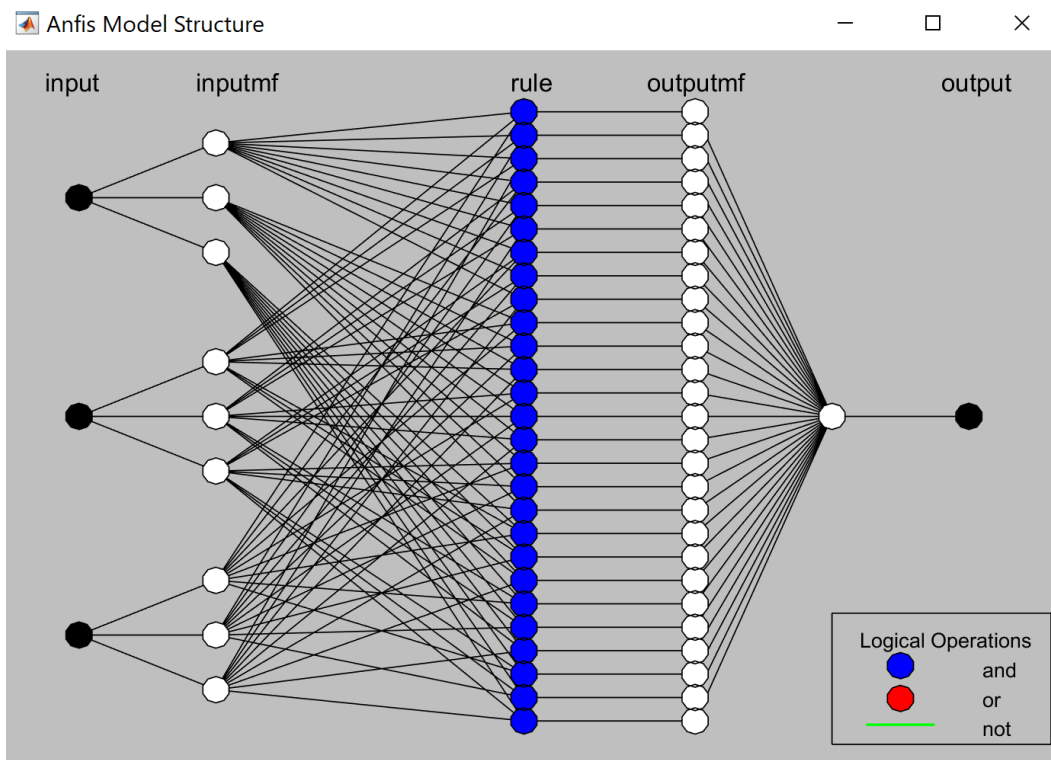 Anfis Model Structure
input inputmf rule outputmf output
Logical Operations
and
or
not